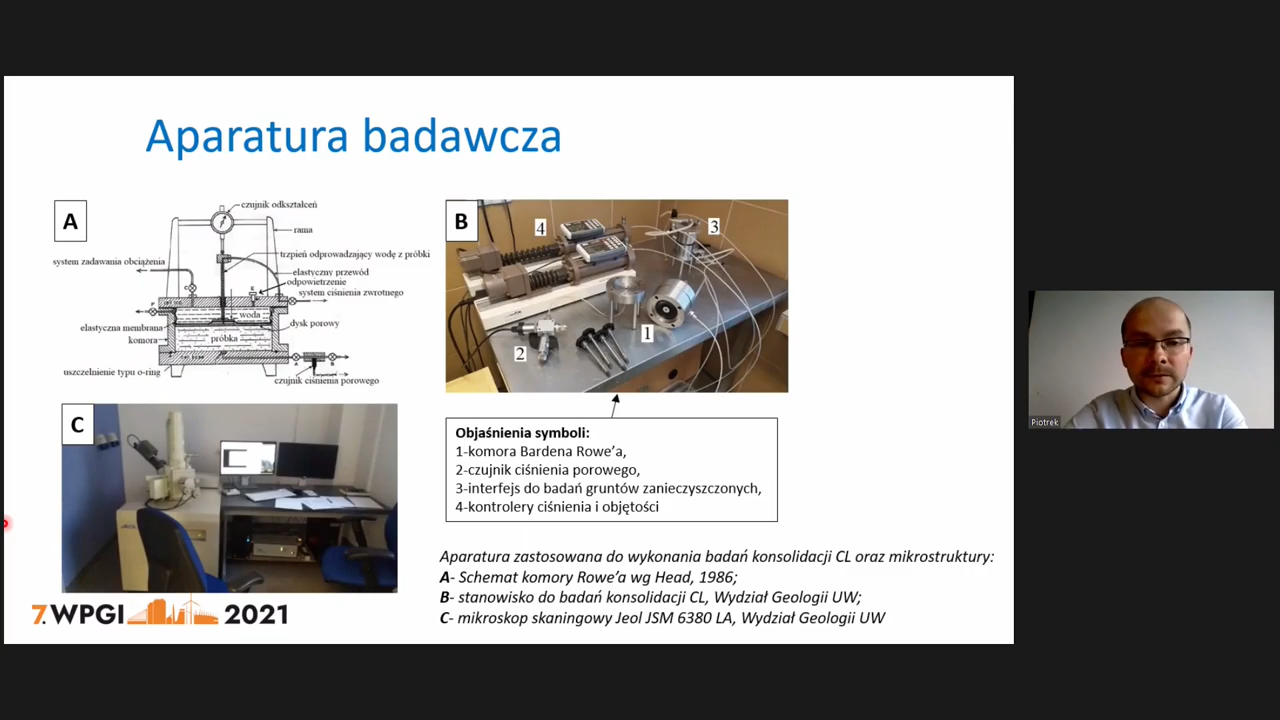 Aparatura badawcza
A
czujnik odkształceń
rama
trzpień odprowadzający wodę z próbki
system zadawania obciążenia
elastyczny przewód
odpowietrzenie
system ciśnienia zwrotnego
woda
elastyczna membrana
dysk porowy
komora
próbka
uszczelnienie typu o-ring
czujnik ciśnienia porowego
B
4
3
1
2
C
Objaśnienia symboli:
1-komora Bardena Rowe’a,
2-czujnik ciśnienia porowego,
3-interfejs do badań gruntów zanieczyszczonych,
4-kontrolery ciśnienia i objętości
Aparatura zastosowana do wykonania badań konsolidacji CL oraz mikrostruktury:
A- Schemat komory Rowe’a wg Head, 1986;
B- stanowisko do badań konsolidacji CL, Wydział Geologii UW;
C- mikroskop skaningowy Jeol JSM 6380 LA, Wydział Geologii UW
7. WPGI 2021
Piotrek